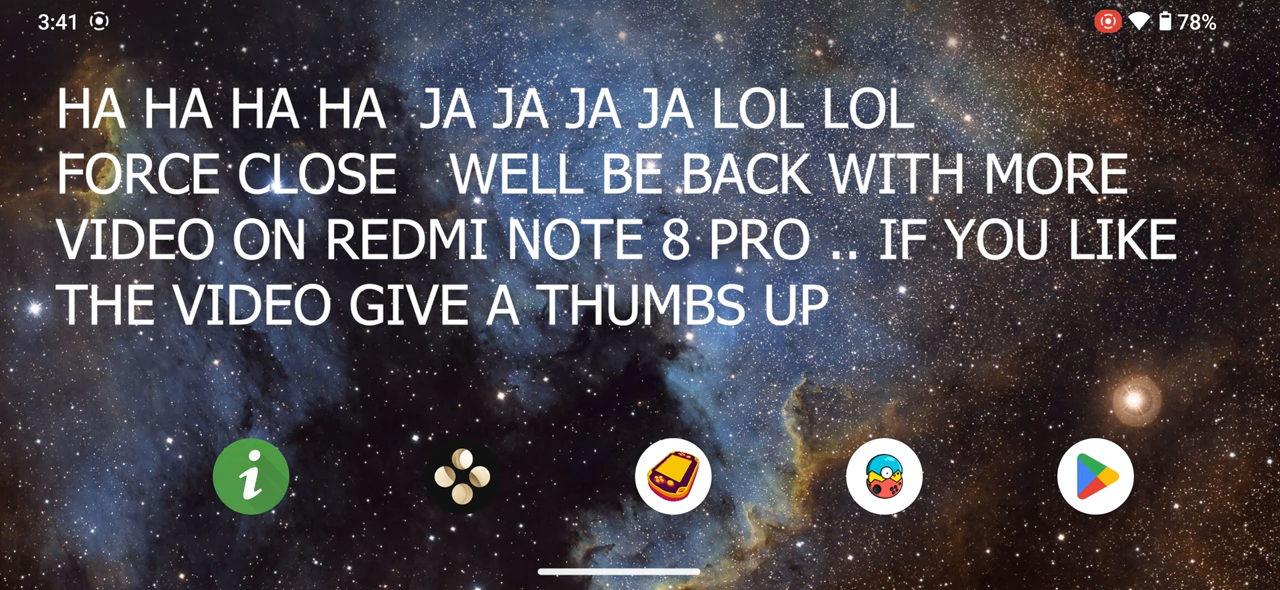 3:41 78%
HA HA HA HA JA JA JA JA LOL LOL
FORCE CLOSE WELL BE BACK WITH MORE
VIDEO ON REDMI NOTE 8 PRO .. IF YOU LIKE
THE VIDEO GIVE A THUMBS UP